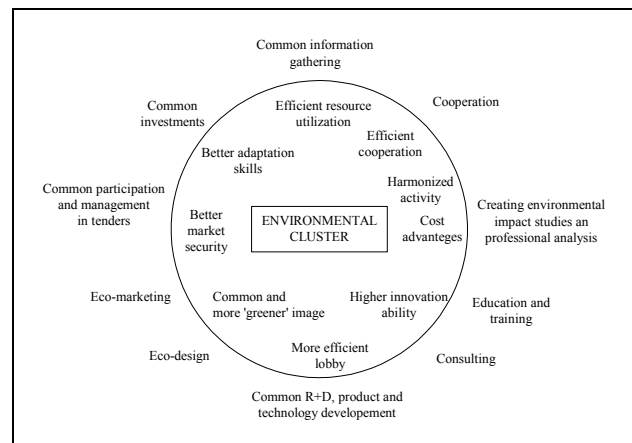 Common information
gathering
Cooperation
Common
investments
Efficient resource
utilization
Efficient
cooperation
Better adaptation
skills
Harmonized
activity
Common participation
and management
in tenders
Better
market
security
ENVIRONMENTAL
CLUSTER
Cost
advanteges
Creating environmental
impact studies an
professional analysis
Eco-marketing
Common and
more 'greener' image
Higher innovation
ability
Education and
training
Eco-design
More efficient
lobby
Consulting
Common R+D, product and
technology developement